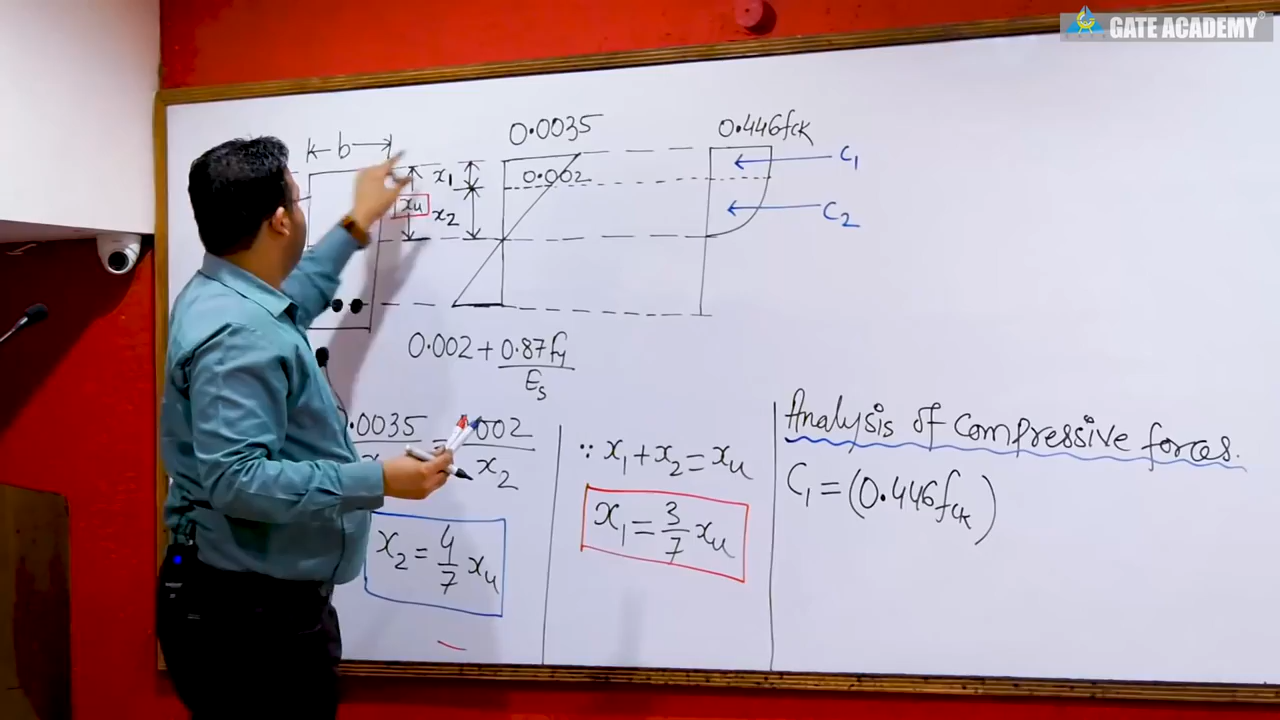 GATE ACADEMY
b
0.0035
0.446fck
x₁
0.002
C₁
xu
x₂
C₂
0.002 + 0.87fy
Es
.0035 = .002
x₂
∵ x₁ + x₂ = xu
x₁ = 3/7 xu
x₂ = 4/7 xu
Analysis of Compressive forces.
C₁ = (0.446fck)